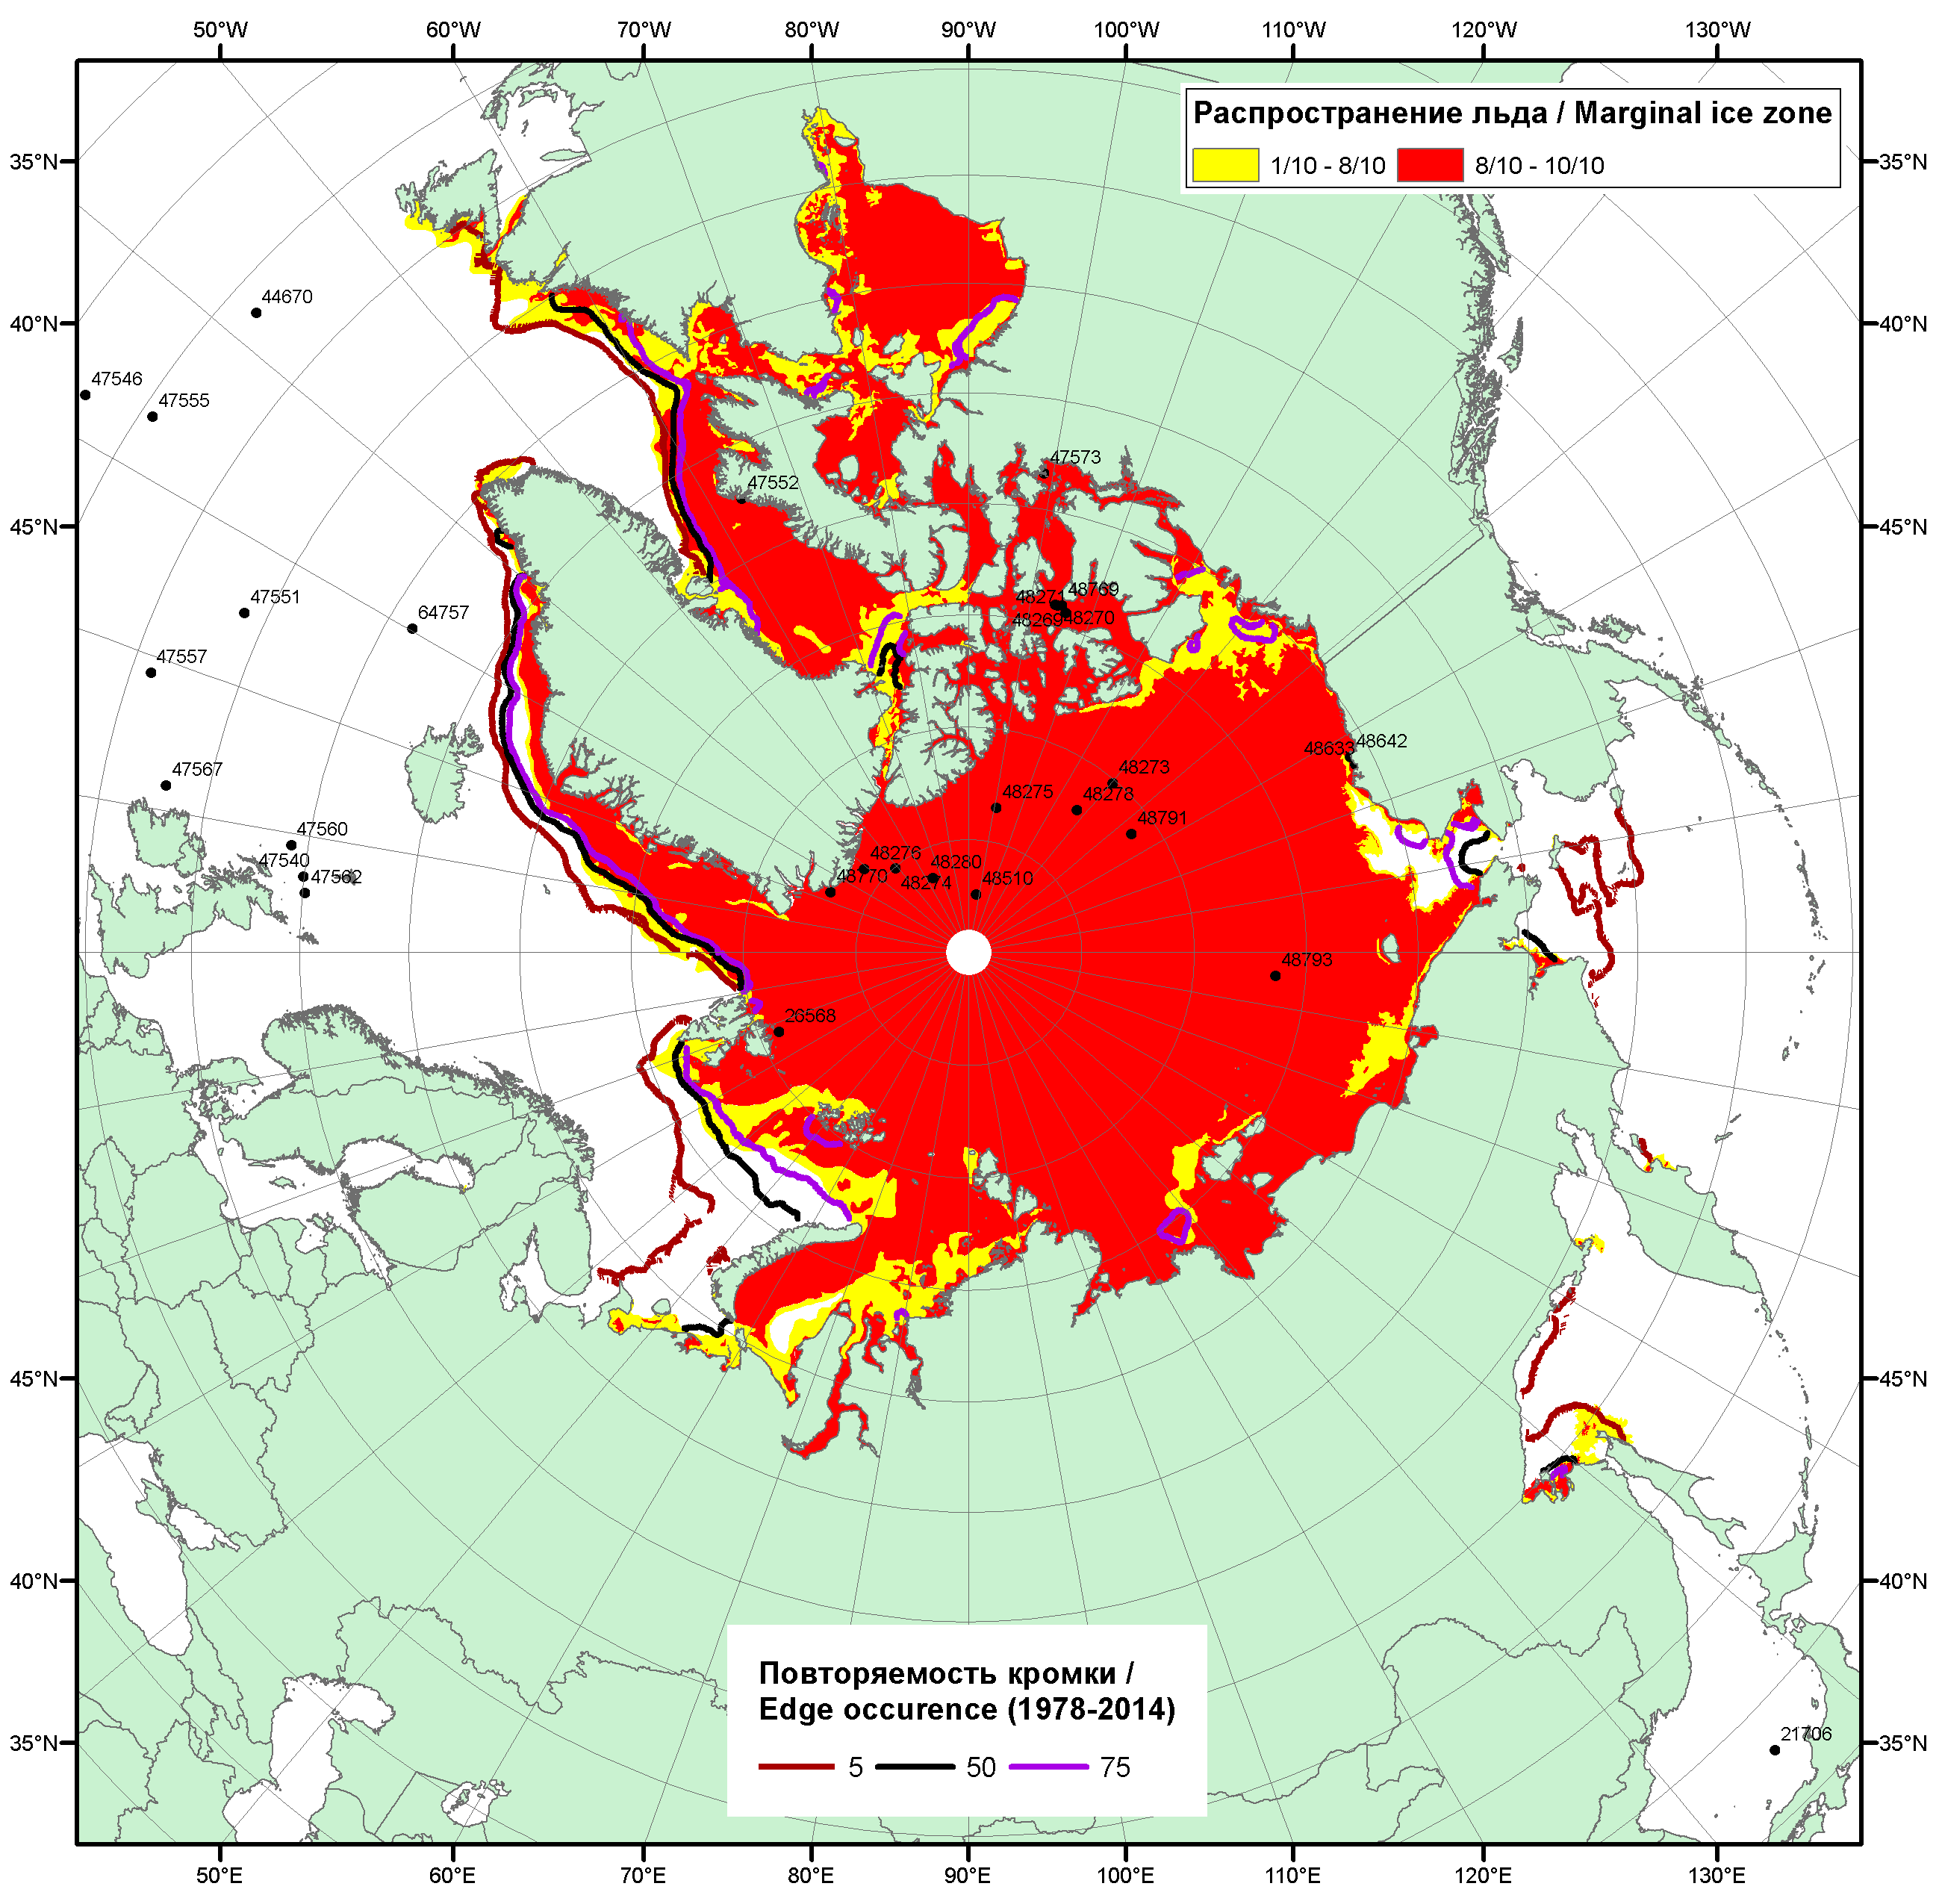 50°W 60°W 70°W 80°W 90°W 100°W 110°W 120°W 130°W
Распространение льда / Marginal ice zone
1/10 - 8/10 8/10 - 10/10
35°N 35°N
44670
40°N 40°N
47546
47555
47573
47552
45°N 45°N
47551
48271 48769
48269 48270
64757
47557
48633 48642
47567
48273
48275 48278
48791
47560
47540
47562
48276 48280
48770 48274 48510
48793
26568
45°N 45°N
40°N 40°N
Повторяемость кромки /
Edge occurence (1978-2014)
5 50 75
21706
35°N 35°N
50°E 60°E 70°E 80°E 90°E 100°E 110°E 120°E 130°E